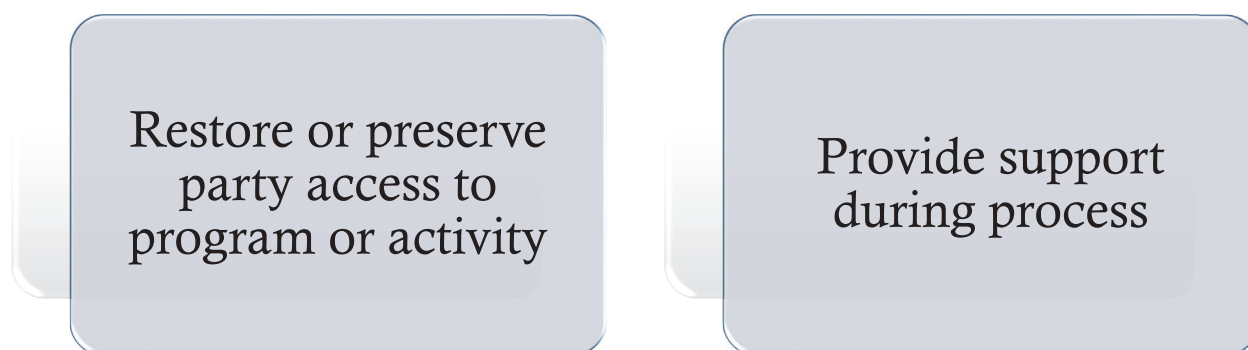 Restore or preserve
party access to
program or activity
Provide support
during process